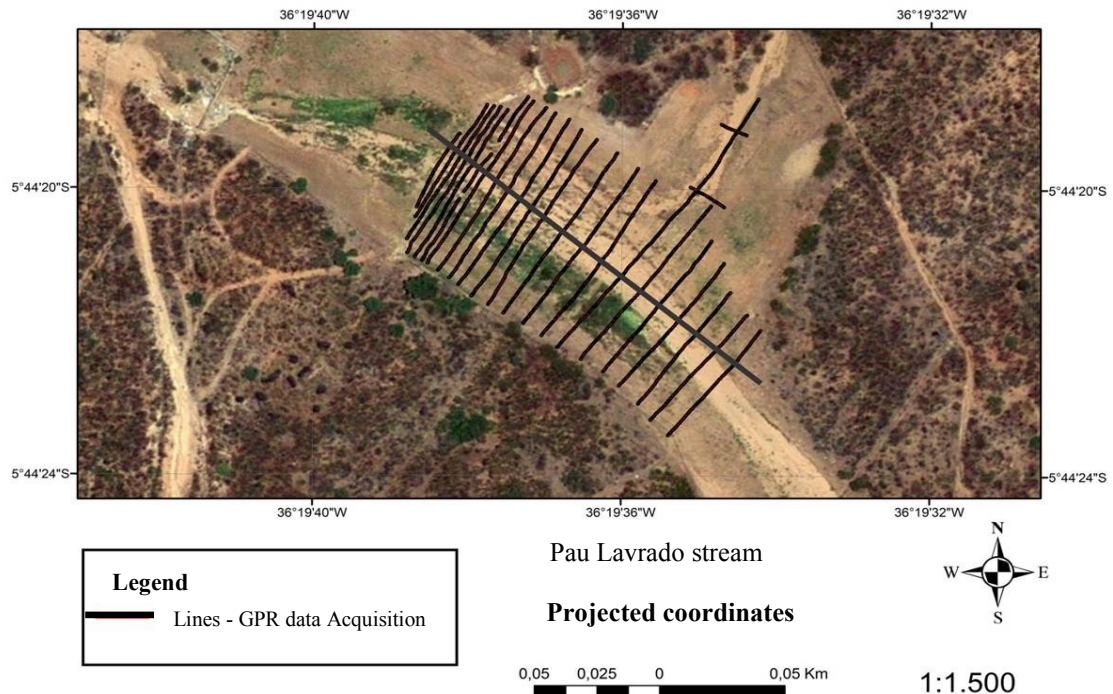 36°19'40"W 36°19'36"W 36°19'32"W
5°44'20"S 5°44'20"S
5°44'24"S 5°44'24"S
36°19'40"W 36°19'36"W 36°19'32"W
Legend
Lines - GPR data Acquisition
Pau Lavrado stream
Projected coordinates
N
W E
S
0,05 0,025 0 0,05 Km
1:1.500